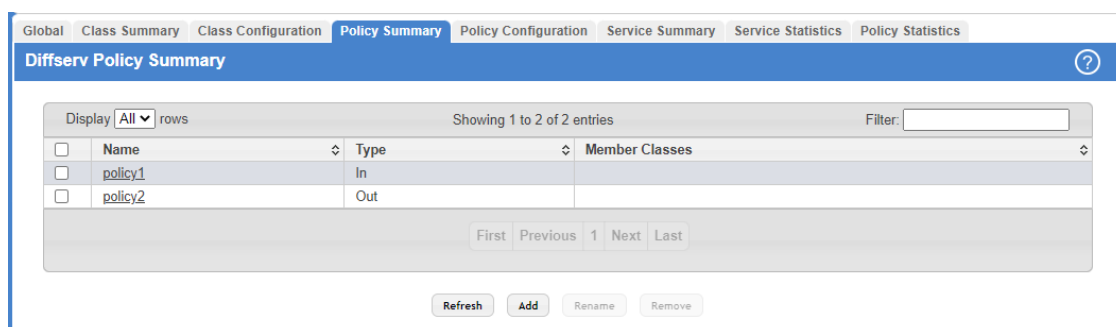 Global Class Summary Class Configuration Policy Summary Policy Configuration Service Summary Service Statistics Policy Statistics
Diffserv Policy Summary ?
Display All rows Showing 1 to 2 of 2 entries Filter:
Name Type Member Classes
policy1 In
policy2 Out
First Previous 1 Next Last
Refresh Add Rename Remove